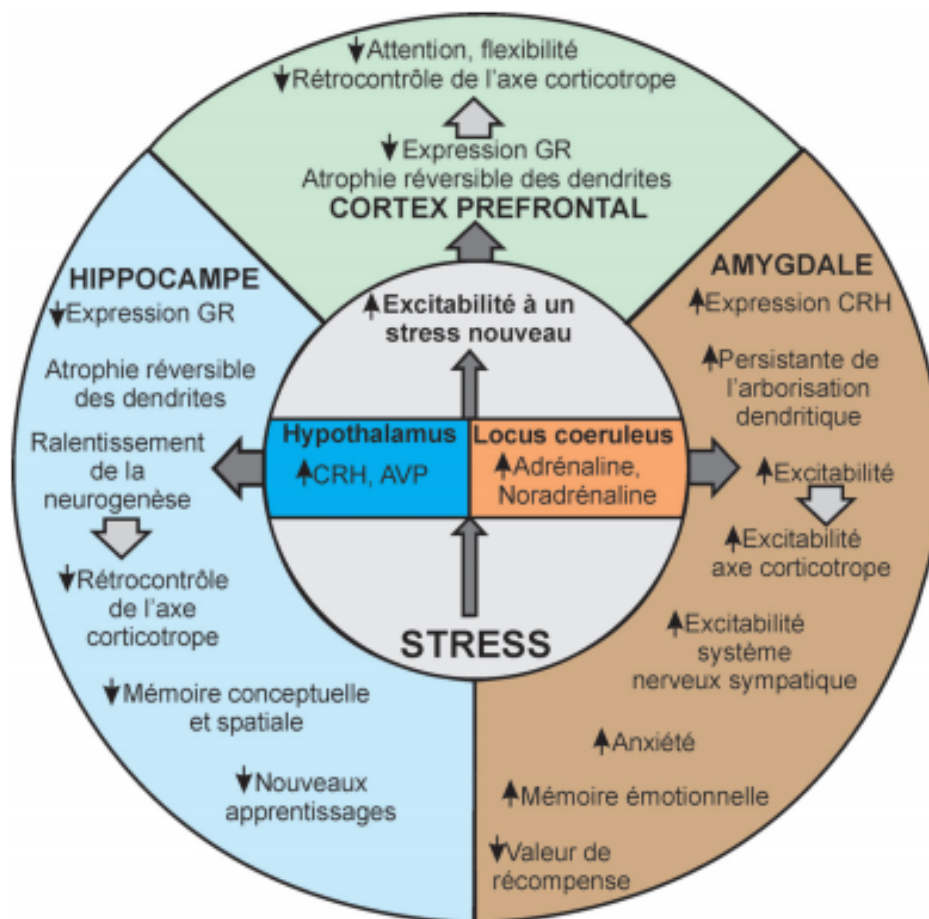 ↓Attention, flexibilité
↓Rétrocontrôle de l'axe corticotrope
↓Expression GR
Atrophie réversible des dendrites
CORTEX PREFRONTAL
HIPPOCAMPE
↓Expression GR
Atrophie réversible
des dendrites
Ralentissement
de la
neurogenèse
↓Rétrocontrôle
de l'axe
corticotrope
↓Mémoire conceptuelle
et spatiale
↓Nouveaux
apprentissages
↑Excitabilité à un
stress nouveau
Hypothalamus
↑CRH, AVP
Locus coeruleus
↑Adrénaline,
Noradrénaline
STRESS
AMYGDALE
↑Expression CRH
↑Persistante de
l'arborisation
dendritique
↑Excitabilité
↑Excitabilité
axe corticotrope
↑Excitabilité
système
nerveux sympatique
↑Anxiété
↑Mémoire émotionnelle
↓Valeur de
récompense